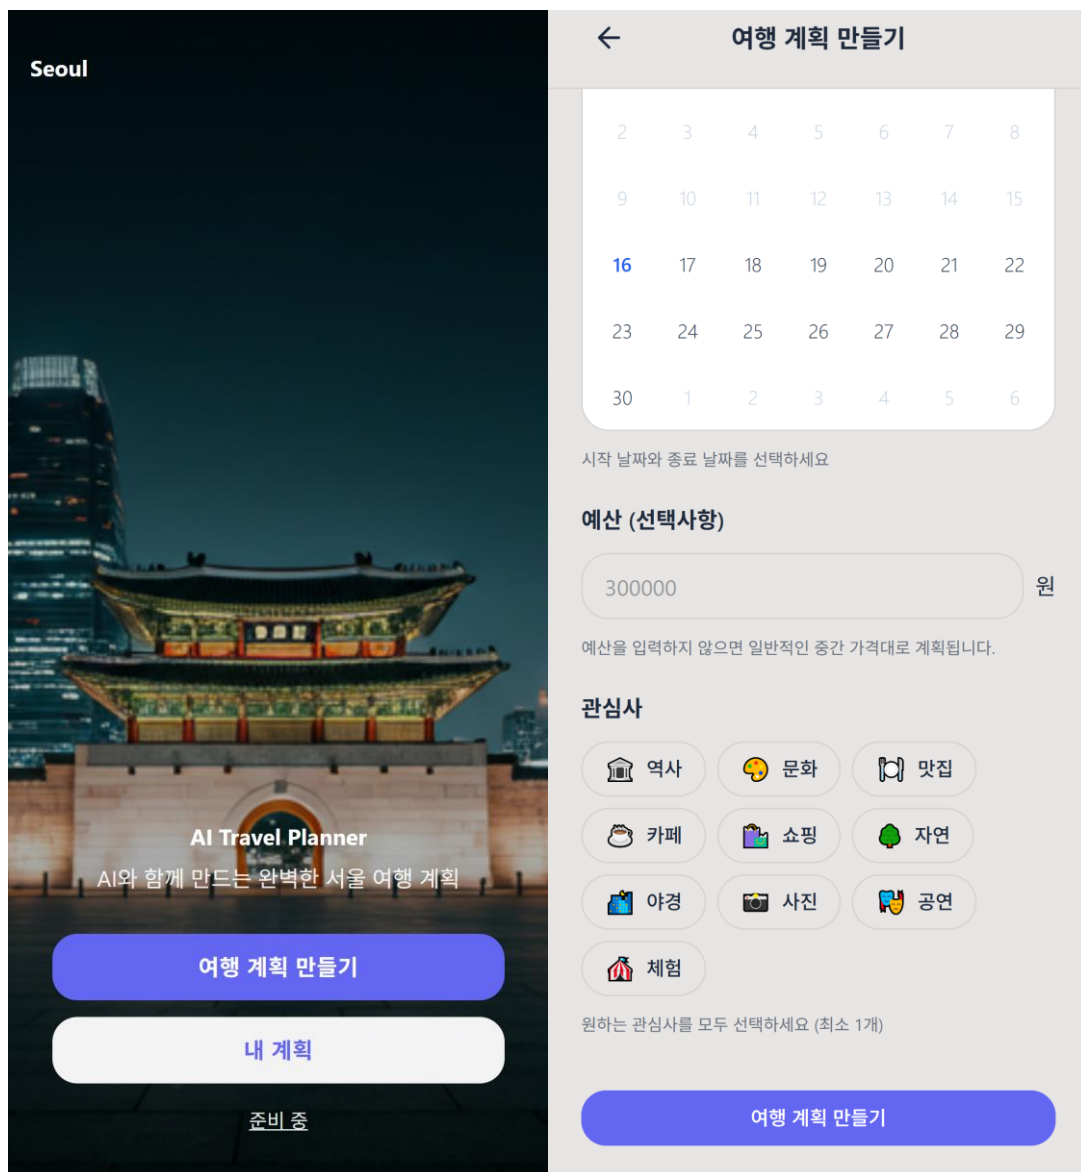 Seoul
AI Travel Planner
AI와 함께 만드는 완벽한 서울 여행 계획
여행 계획 만들기
내 계획
준비 중
여행 계획 만들기
2 3 4 5 6 7 8
9 10 11 12 13 14 15
16 17 18 19 20 21 22
23 24 25 26 27 28 29
30 1 2 3 4 5 6
시작 날짜와 종료 날짜를 선택하세요
예산 (선택사항)
300000 원
예산을 입력하지 않으면 일반적인 중간 가격대로 계획됩니다.
관심사
역사 문화 맛집
카페 쇼핑 자연
야경 사진 공연
체험
원하는 관심사를 모두 선택하세요 (최소 1개)
여행 계획 만들기